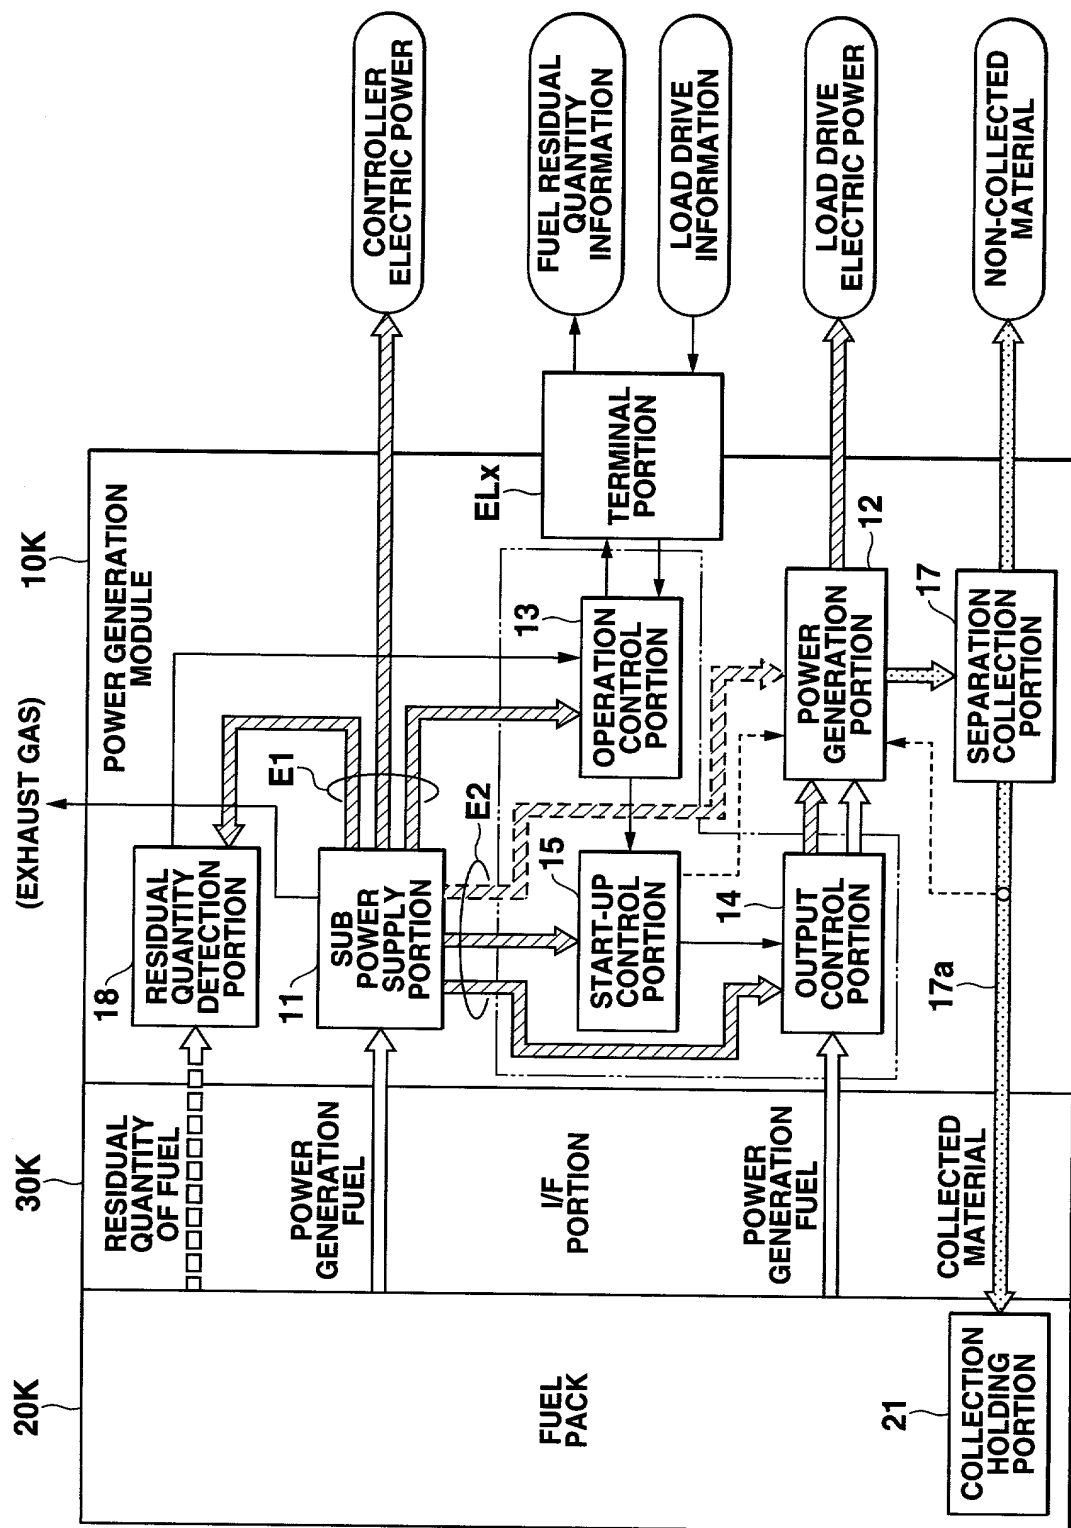 20K
30K
10K
(EXHAUST GAS)
POWER GENERATION
MODULE
RESIDUAL
QUANTITY
OF FUEL
18
RESIDUAL
QUANTITY
DETECTION
PORTION
E1
CONTROLLER
ELECTRIC POWER
POWER
GENERATION
FUEL
11
SUB
POWER
SUPPLY
PORTION
E2
ELx
FUEL RESIDUAL
QUANTITY
INFORMATION
FUEL
PACK
I/F
PORTION
15
START-UP
CONTROL
PORTION
13
OPERATION
CONTROL
PORTION
TERMINAL
PORTION
LOAD DRIVE
INFORMATION
POWER
GENERATION
FUEL
14
OUTPUT
CONTROL
PORTION
12
POWER
GENERATION
PORTION
LOAD DRIVE
ELECTRIC POWER
21
COLLECTION
HOLDING
PORTION
COLLECTED
MATERIAL
17a
17
SEPARATION
COLLECTION
PORTION
NON-COLLECTED
MATERIAL